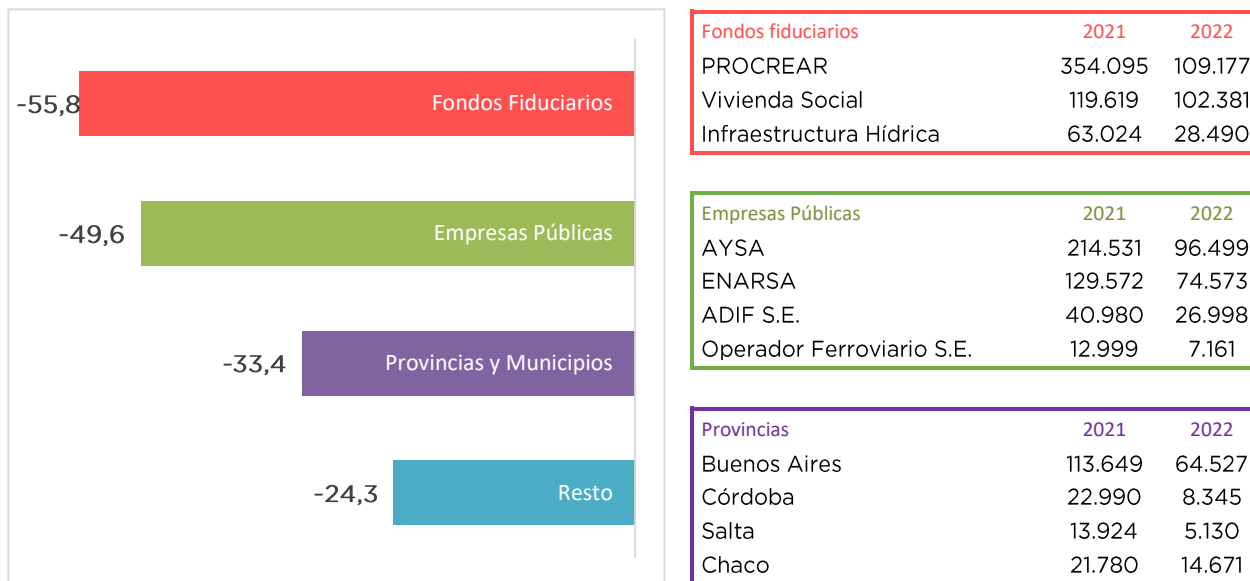 -55,8 Fondos Fiduciarios
-49,6 Empresas Públicas
-33,4 Provincias y Municipios
-24,3 Resto
Fondos fiduciarios 2021 2022
PROCREAR 354.095 109.177
Vivienda Social 119.619 102.381
Infraestructura Hídrica 63.024 28.490
Empresas Públicas 2021 2022
AYSA 214.531 96.499
ENARSA 129.572 74.573
ADIF S.E. 40.980 26.998
Operador Ferroviario S.E. 12.999 7.161
Provincias 2021 2022
Buenos Aires 113.649 64.527
Córdoba 22.990 8.345
Salta 13.924 5.130
Chaco 21.780 14.671